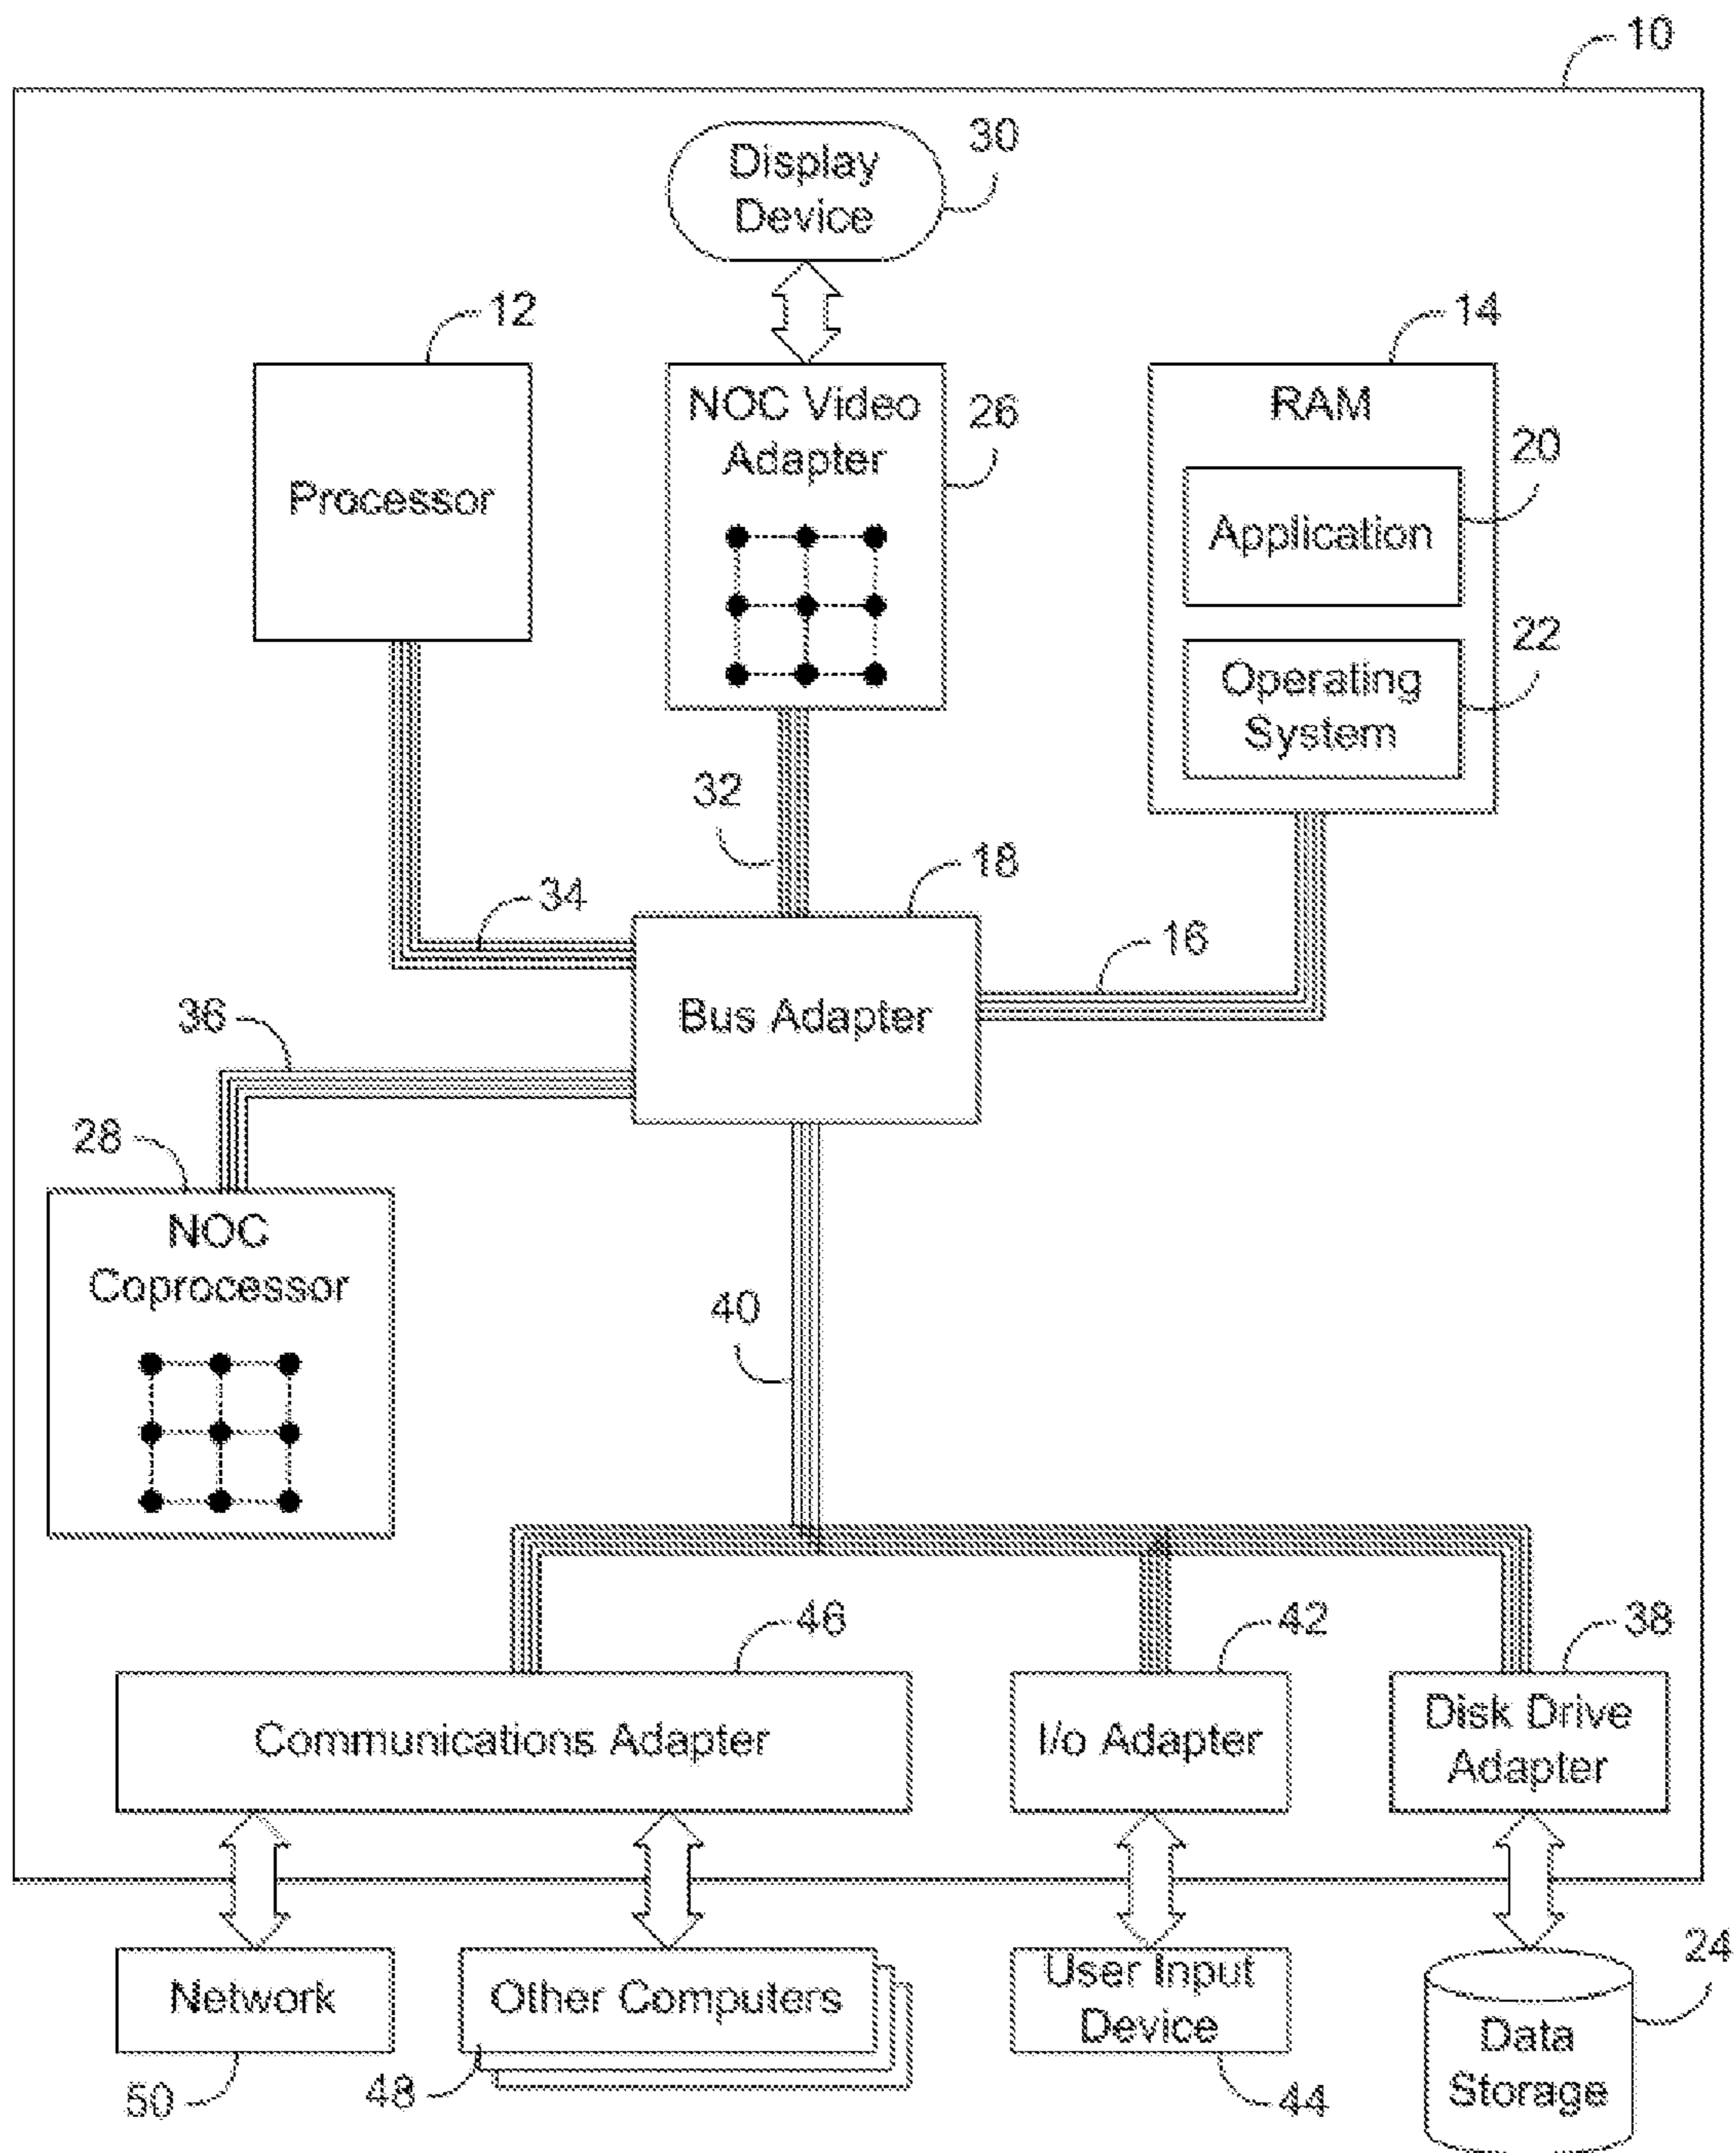 10
Display
Device
30
12
14
Processor
NOC Video
Adapter
26
RAM
20
Application
22
Operating
System
32
18
34
16
Bus Adapter
36
28
NOC
Coprocessor
40
46
42
38
Communications Adapter
I/o Adapter
Disk Drive
Adapter
Network
Other Computers
User Input
Device
24
Data
Storage
50
48
44